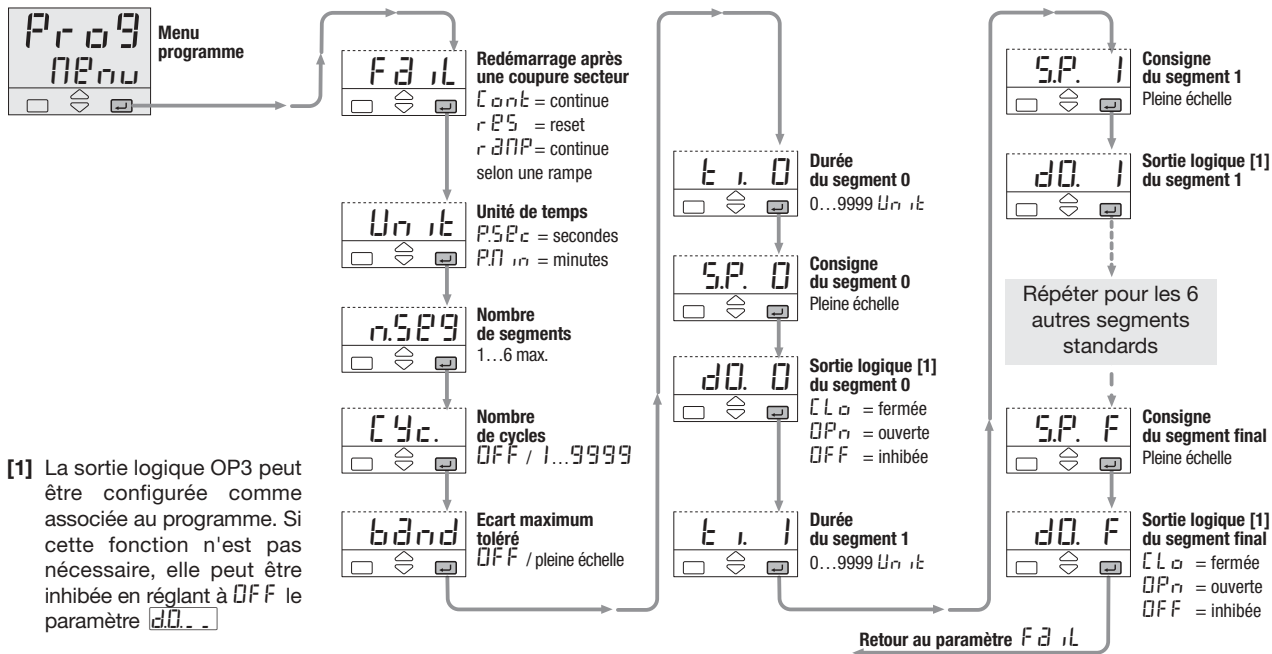 Prog
Menu
Menu
programme
FaiL
Redémarrage après
une coupure secteur
Cont = continue
rES = reset
raMP = continue
selon une rampe
Unit
Unité de temps
P.SEc = secondes
P.Min = minutes
n.SEg
Nombre
de segments
1…6 max.
CYc.
Nombre
de cycles
OFF / 1...9999
band
Ecart maximum
toléré
OFF / pleine échelle
[1] La sortie logique OP3 peut
être configurée comme
associée au programme. Si
cette fonction n'est pas
nécessaire, elle peut être
inhibée en réglant à OFF le
paramètre d.O._ _
ti. 0
Durée
du segment 0
0…9999 Unit
S.P. 0
Consigne
du segment 0
Pleine échelle
dO. 0
Sortie logique [1]
du segment 0
CLo = fermée
OPn = ouverte
OFF = inhibée
ti. 1
Durée
du segment 1
0…9999 Unit
S.P. 1
Consigne
du segment 1
Pleine échelle
dO. 1
Sortie logique [1]
du segment 1
Répéter pour les 6
autres segments
standards
S.P. F
Consigne
du segment final
Pleine échelle
dO. F
Sortie logique [1]
du segment final
CLo = fermée
OPn = ouverte
OFF = inhibée
Retour au paramètre FaiL